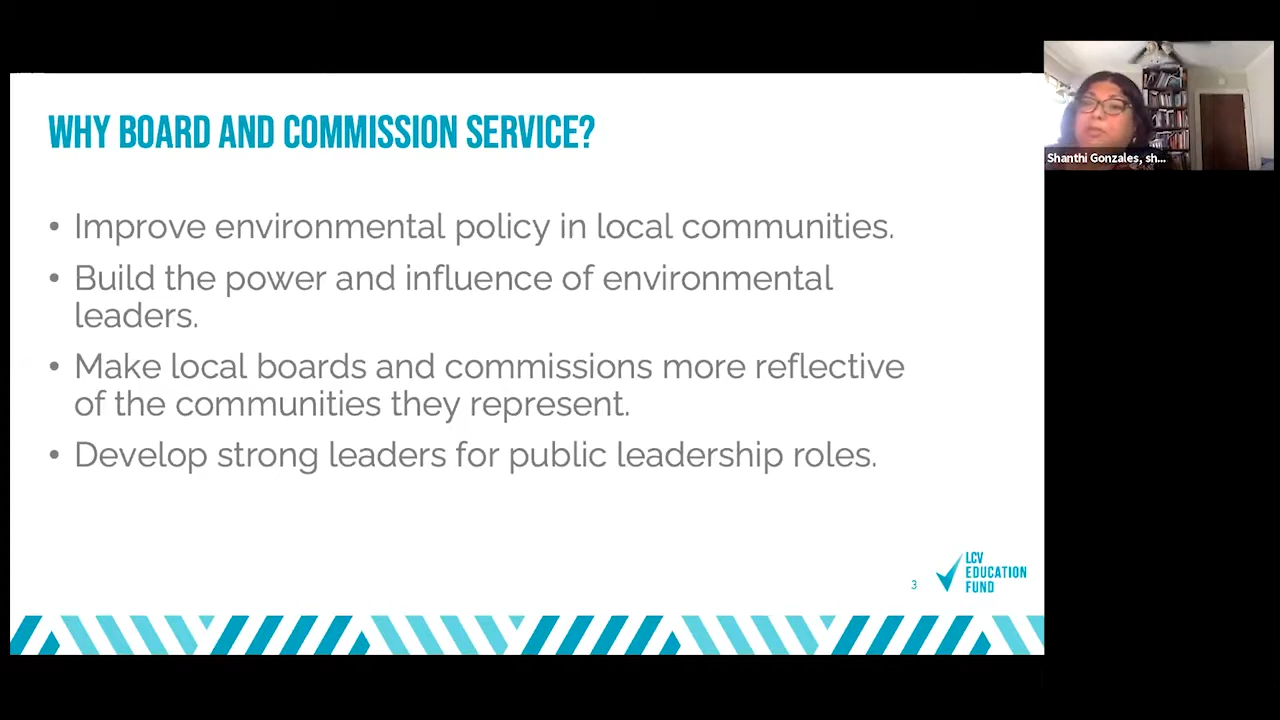 WHY BOARD AND COMMISSION SERVICE?
• Improve environmental policy in local communities.
• Build the power and influence of environmental
leaders.
• Make local boards and commissions more reflective
of the communities they represent.
• Develop strong leaders for public leadership roles.
3
LCV
EDUCATION
FUND
Shanthi Gonzales, sh...